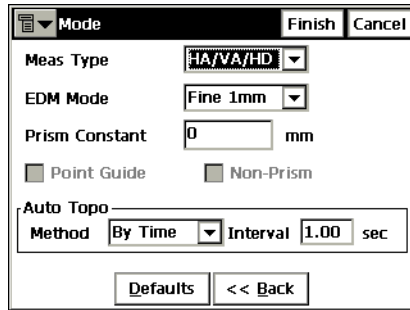 Mode Finish Cancel
Meas Type HA/VA/HD
EDM Mode Fine 1mm
Prism Constant 0 mm
Point Guide Non-Prism
Auto Topo
Method By Time Interval 1.00 sec
Defaults << Back